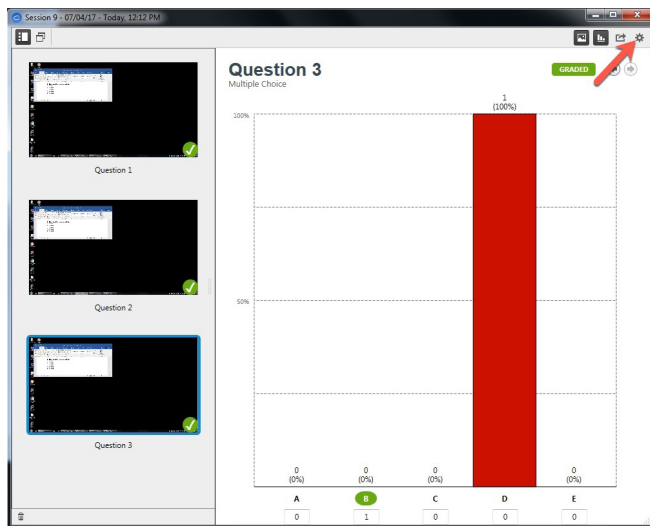 Session 9 - 07/04/17 - Today, 12:12 PM
Question 1
Question 2
Question 3
Question 3
Multiple Choice
GRADED
1
(100%)
100%
50%
0 0 0 0
(0%) (0%) (0%) (0%)
A B C D E
0 1 0 0 0